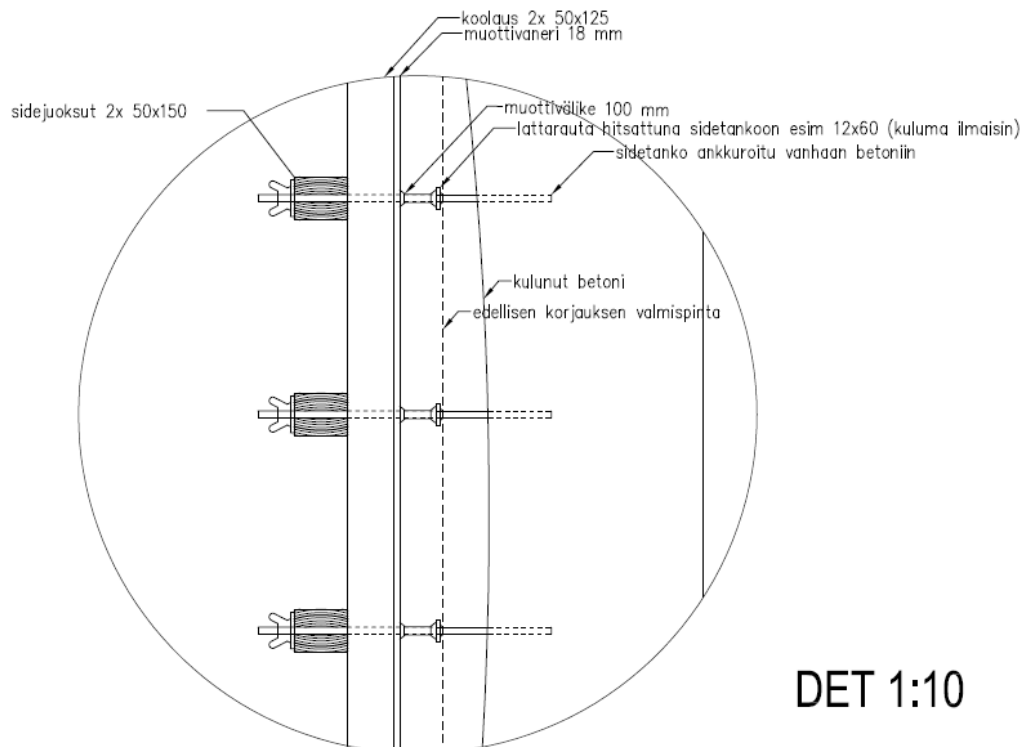 koolaus 2x 50x125
muottivaneri 18 mm
sidejuoksut 2x 50x150
muottivälike 100 mm
lattarauta hitsattuna sidetankoon esim 12x60 (kuluma ilmaisin)
sidetanko ankkuroitu vanhaan betoniin
kulunut betoni
edellisen korjauksen valmispinta
DET 1:10